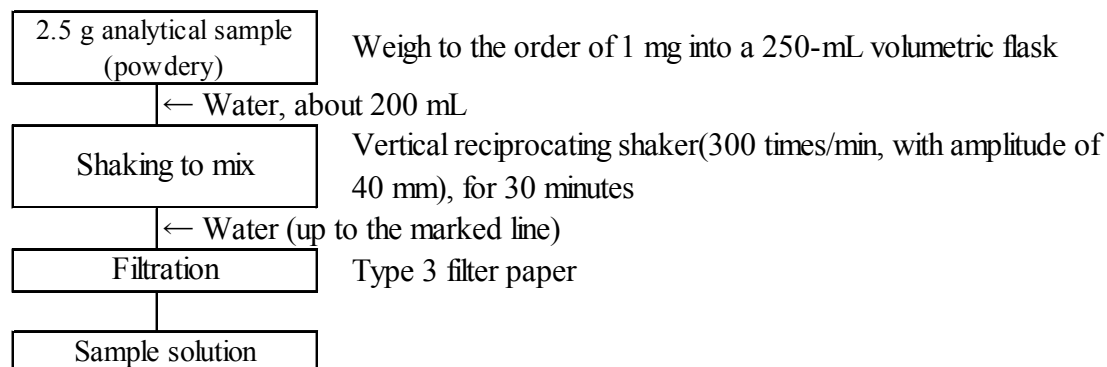 2.5 g analytical sample
(powdery)
Weigh to the order of 1 mg into a 250-mL volumetric flask
← Water, about 200 mL
Shaking to mix
Vertical reciprocating shaker(300 times/min, with amplitude of
40 mm), for 30 minutes
← Water (up to the marked line)
Filtration
Type 3 filter paper
Sample solution